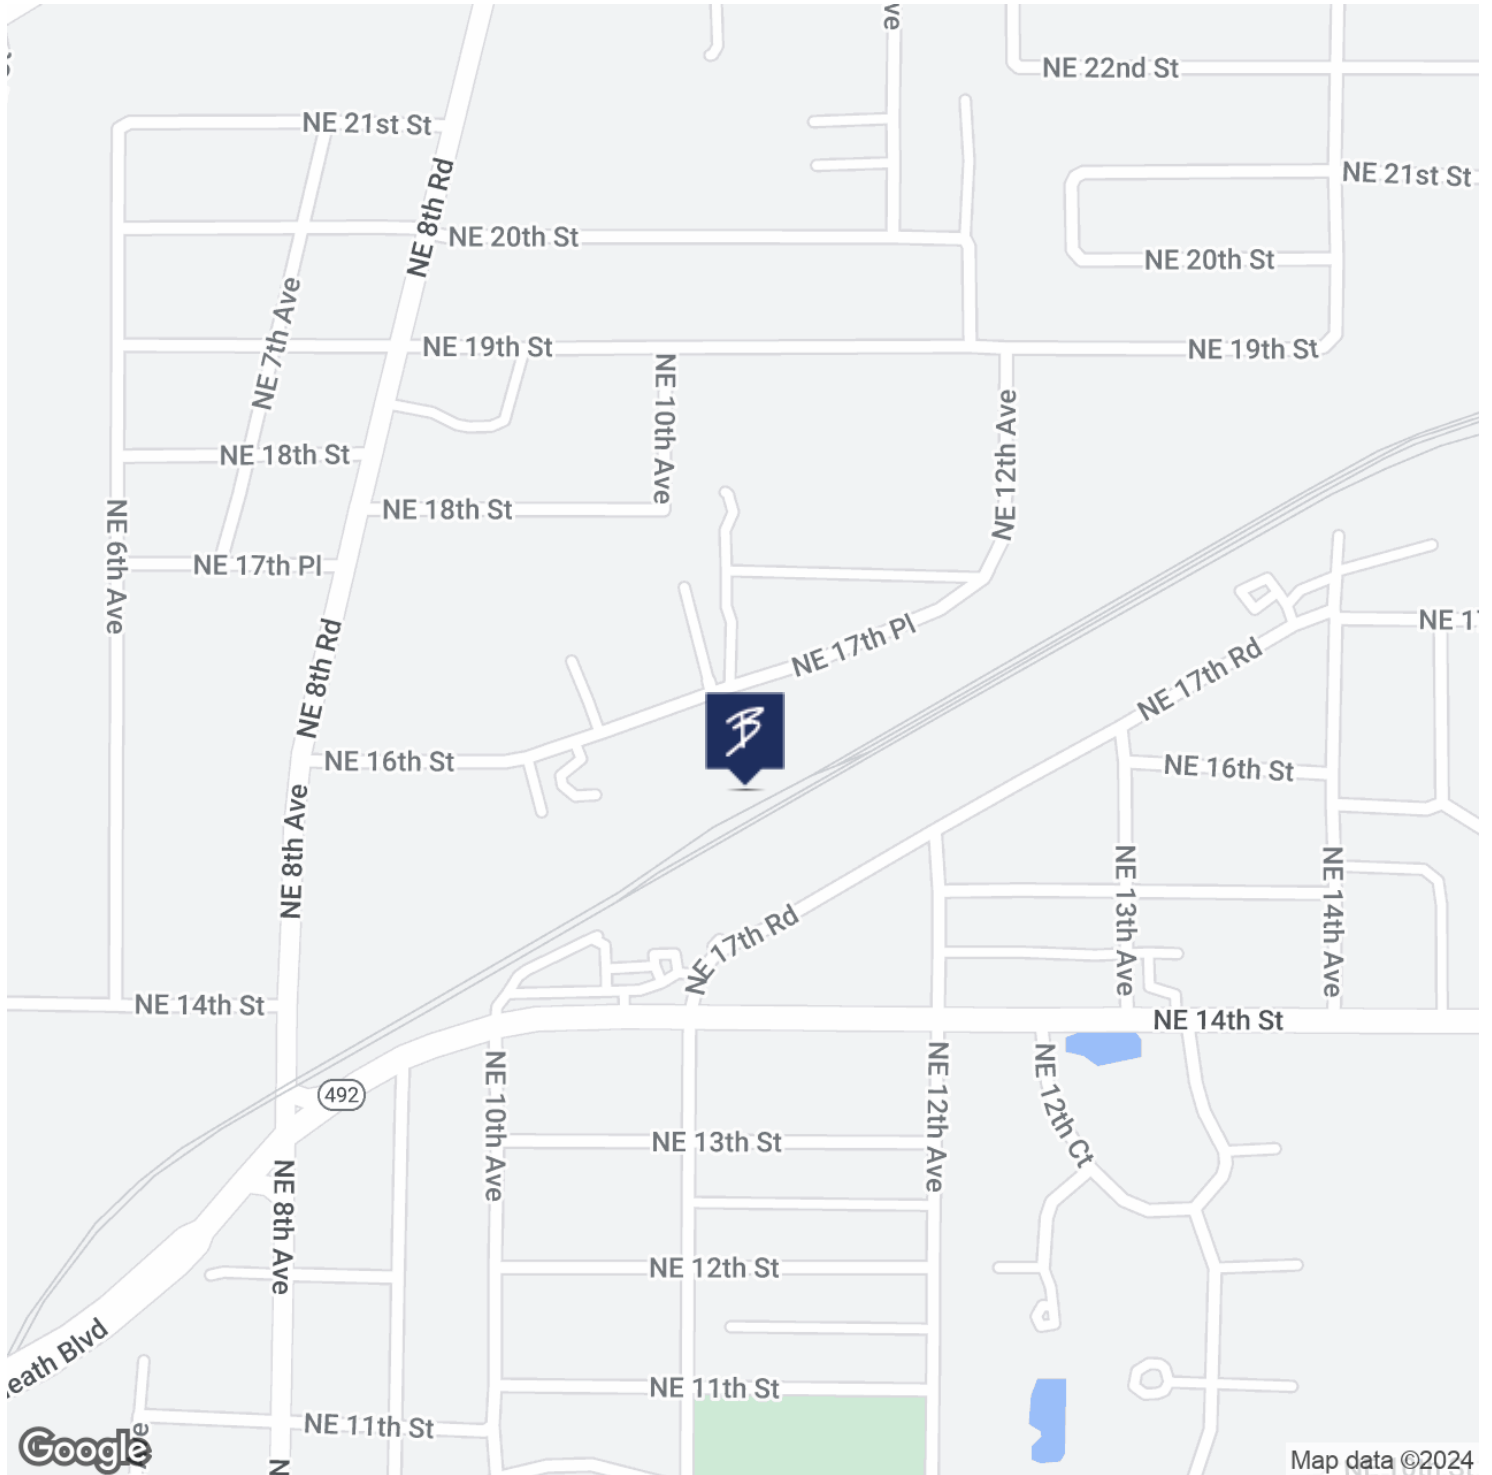 NE 22nd St
NE 21st St
NE 8th Rd
NE 21st St
NE 20th St
NE 20th St
NE 7th Ave
NE 19th St
NE 19th St
NE 10th Ave
NE 12th Ave
NE 18th St
NE 18th St
NE 6th Ave
NE 17th Pl
NE 17th Pl
NE 8th Rd
NE 17th Rd
B
NE 16th St
NE 16th St
NE 8th Ave
NE 13th Ave
NE 14th Ave
NE 17th Rd
NE 14th St
NE 14th St
NE 10th Ave
NE 12th Ave
NE 12th Ct
492
NE 13th St
NE 8th Ave
NE 12th St
eath Blvd
NE 11th St
NE 11th St
Google
Map data ©2024